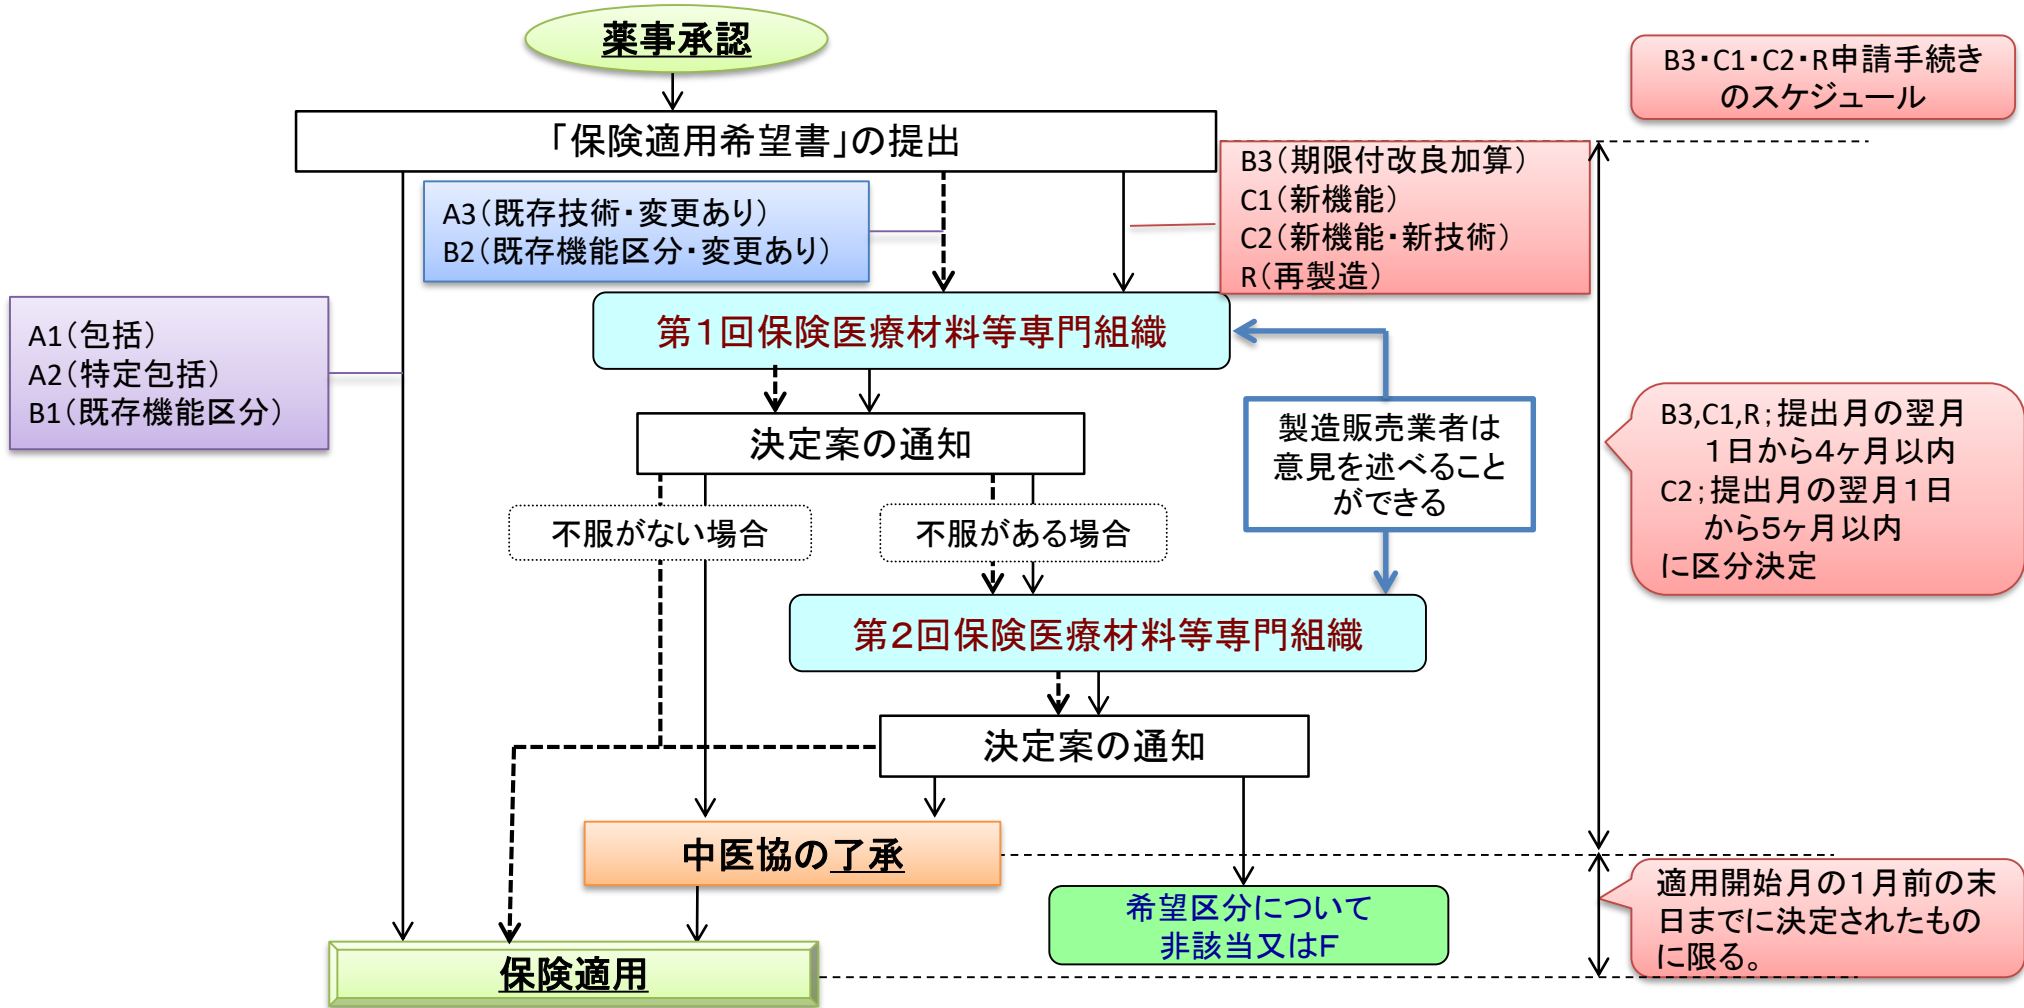 薬事承認
B3・C1・C2・R申請手続き
のスケジュール
「保険適用希望書」の提出
B3（期限付改良加算）
C1（新機能）
C2（新機能・新技術）
R（再製造）
A3（既存技術・変更あり）
B2（既存機能区分・変更あり）
A1（包括）
A2（特定包括）
B1（既存機能区分）
第１回保険医療材料等専門組織
決定案の通知
製造販売業者は
意見を述べること
ができる
B3,C1,R；提出月の翌月
１日から4ヶ月以内
C2；提出月の翌月１日
から5ヶ月以内
に区分決定
不服がない場合
不服がある場合
第２回保険医療材料等専門組織
決定案の通知
中医協の了承
希望区分について
非該当又はF
適用開始月の１月前の末
日までに決定されたもの
に限る。
保険適用